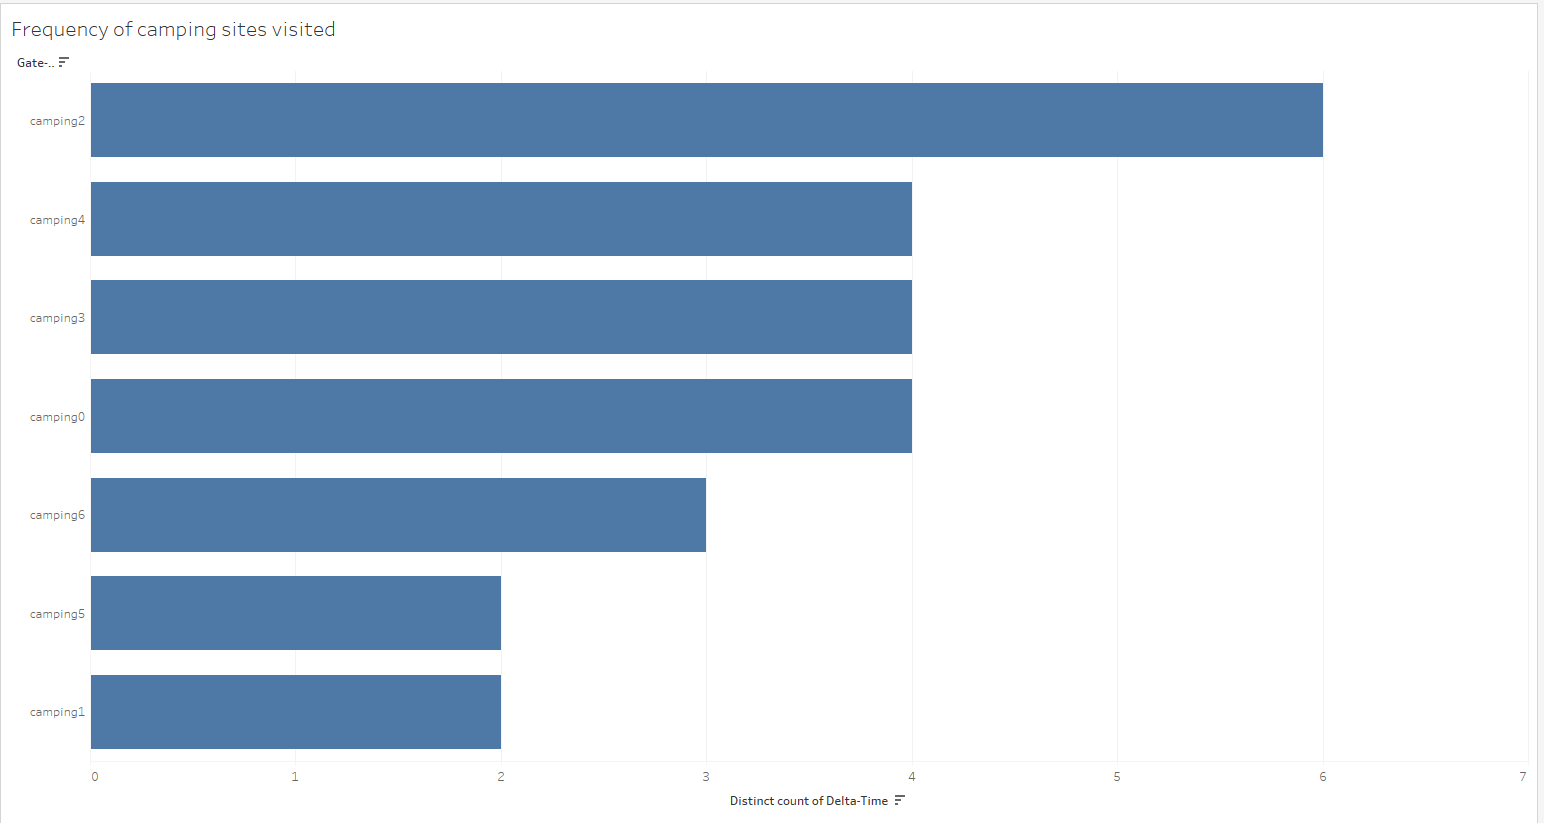 Frequency of camping sites visited
Gate-..
camping2
camping4
camping3
camping0
camping6
camping5
camping1
0 1 2 3 4 5 6 7
Distinct count of Delta-Time